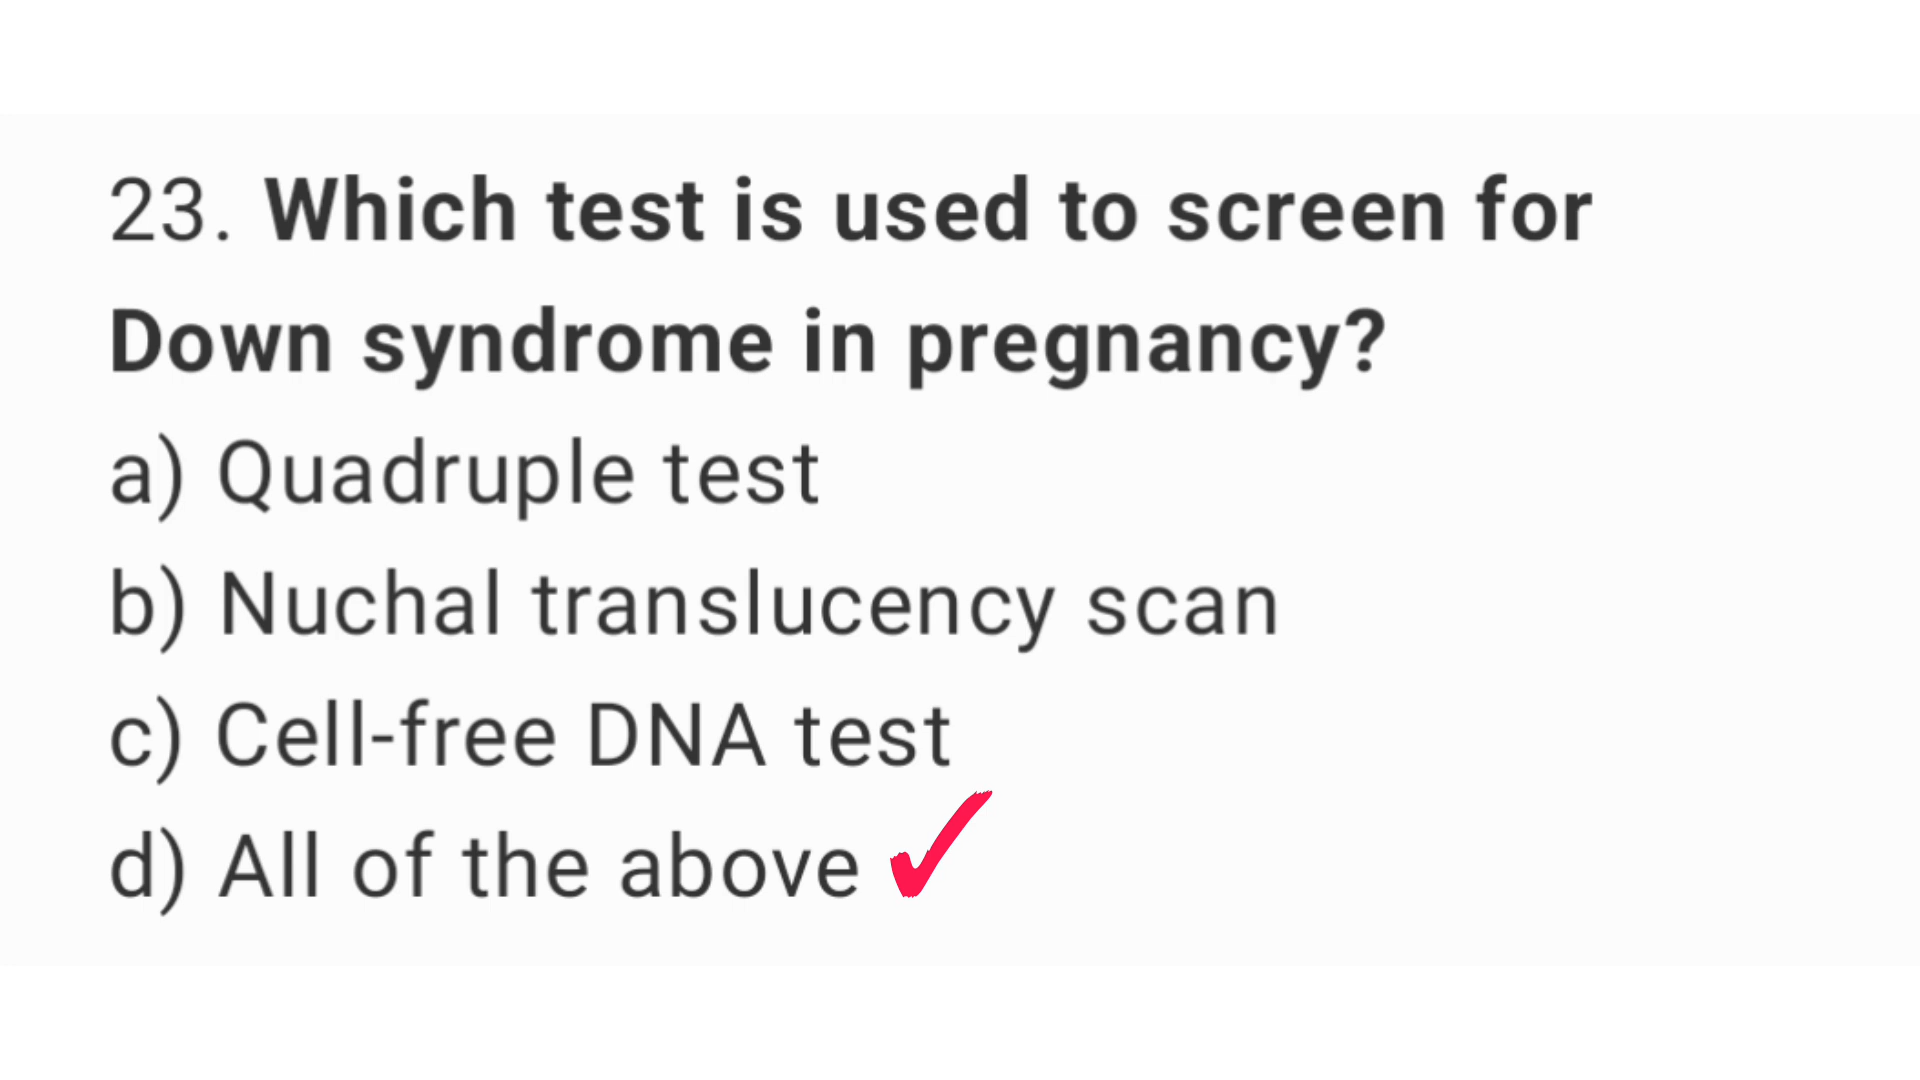 23. Which test is used to screen for
Down syndrome in pregnancy?
a) Quadruple test
b) Nuchal translucency scan
c) Cell-free DNA test
d) All of the above